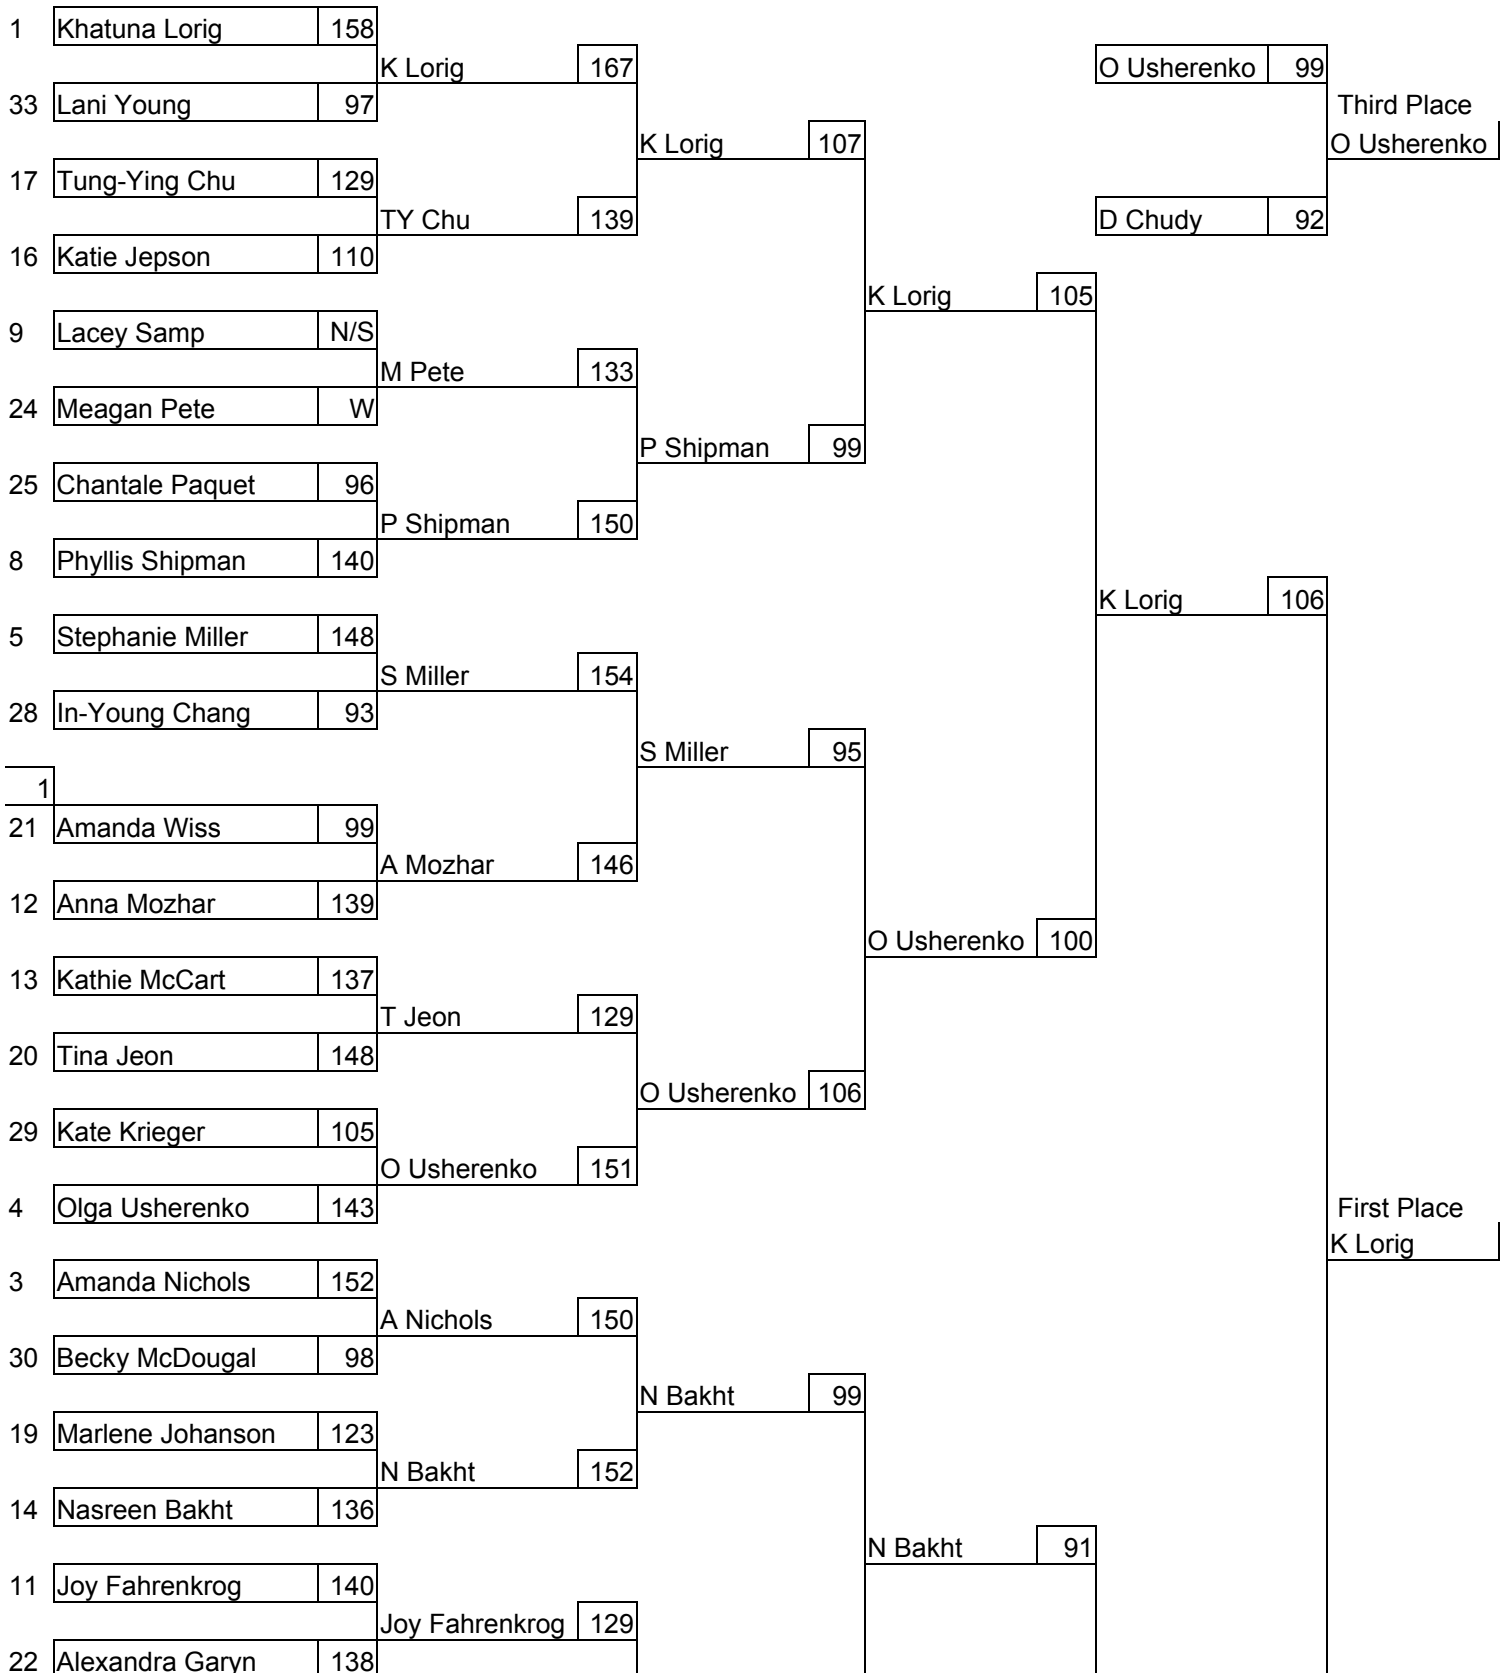 1 Khatuna Lorig 158
K Lorig 167
O Usherenko 99
33 Lani Young 97
Third Place
K Lorig 107
O Usherenko
17 Tung-Ying Chu 129
TY Chu 139
D Chudy 92
16 Katie Jepson 110
K Lorig 105
9 Lacey Samp N/S
M Pete 133
24 Meagan Pete W
P Shipman 99
25 Chantale Paquet 96
P Shipman 150
8 Phyllis Shipman 140
K Lorig 106
5 Stephanie Miller 148
S Miller 154
28 In-Young Chang 93
S Miller 95
1
21 Amanda Wiss 99
A Mozhar 146
12 Anna Mozhar 139
O Usherenko 100
13 Kathie McCart 137
T Jeon 129
20 Tina Jeon 148
O Usherenko 106
29 Kate Krieger 105
O Usherenko 151
4 Olga Usherenko 143
First Place
K Lorig
3 Amanda Nichols 152
A Nichols 150
30 Becky McDougal 98
N Bakht 99
19 Marlene Johanson 123
N Bakht 152
14 Nasreen Bakht 136
N Bakht 91
11 Joy Fahrenkrog 140
Joy Fahrenkrog 129
22 Alexandra Garyn 138